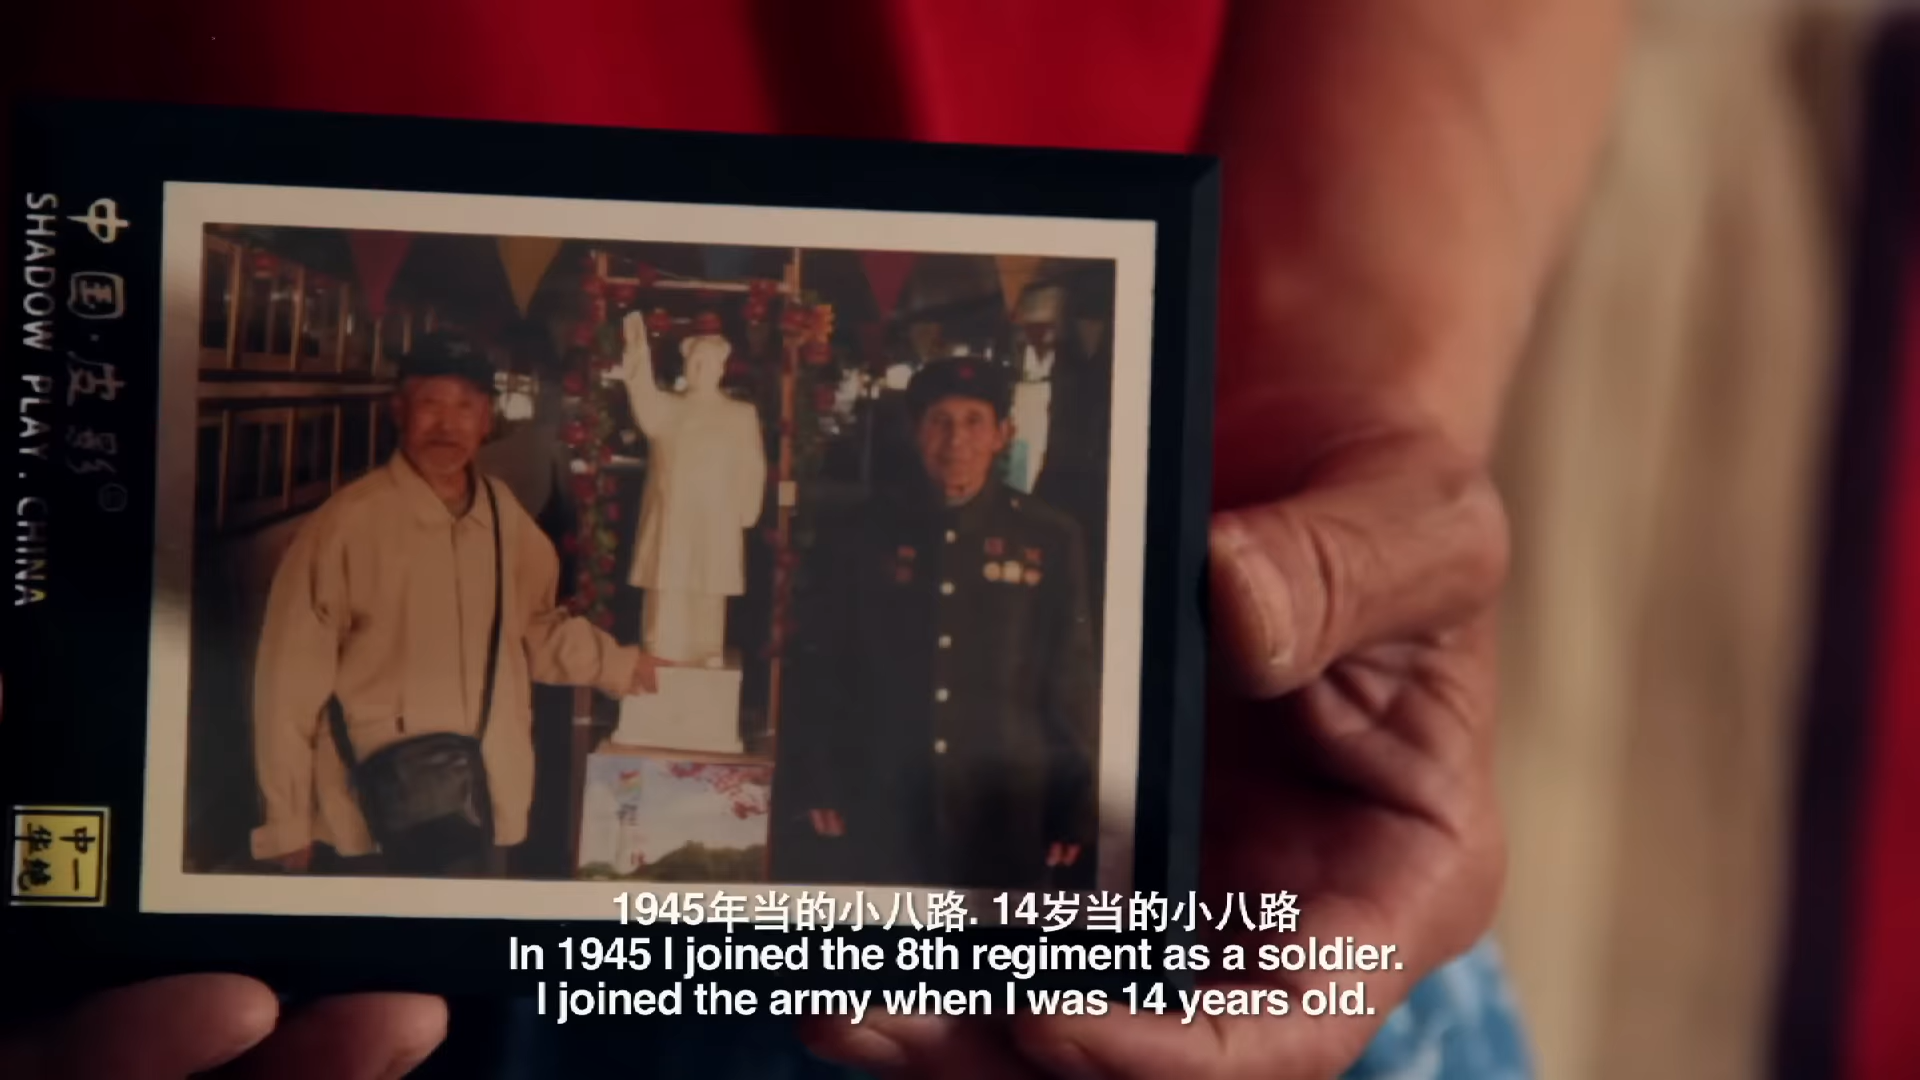 中国·皮影©
SHADOW PLAY. CHINA
中华一绝
1945年当的小八路. 14岁当的小八路
In 1945 I joined the 8th regiment as a soldier.
I joined the army when I was 14 years old.